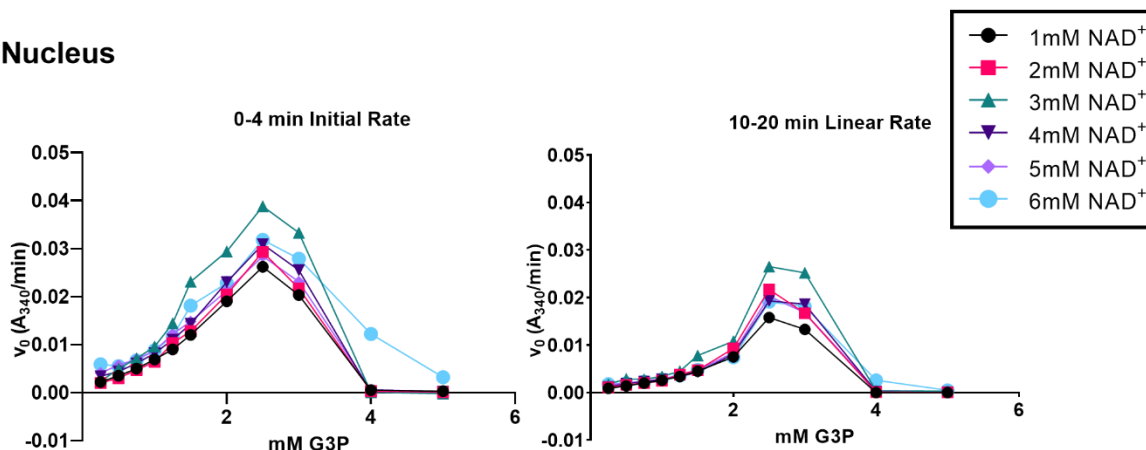 Nucleus
1mM NAD+
2mM NAD+
3mM NAD+
4mM NAD+
5mM NAD+
6mM NAD+
0-4 min Initial Rate
0.05
0.04
0.03
0.02
0.01
0.00
-0.01
v0 (A340/min)
2
4
6
mM G3P
10-20 min Linear Rate
0.05
0.04
0.03
0.02
0.01
0.00
-0.01
v0 (A340/min)
2
4
6
mM G3P